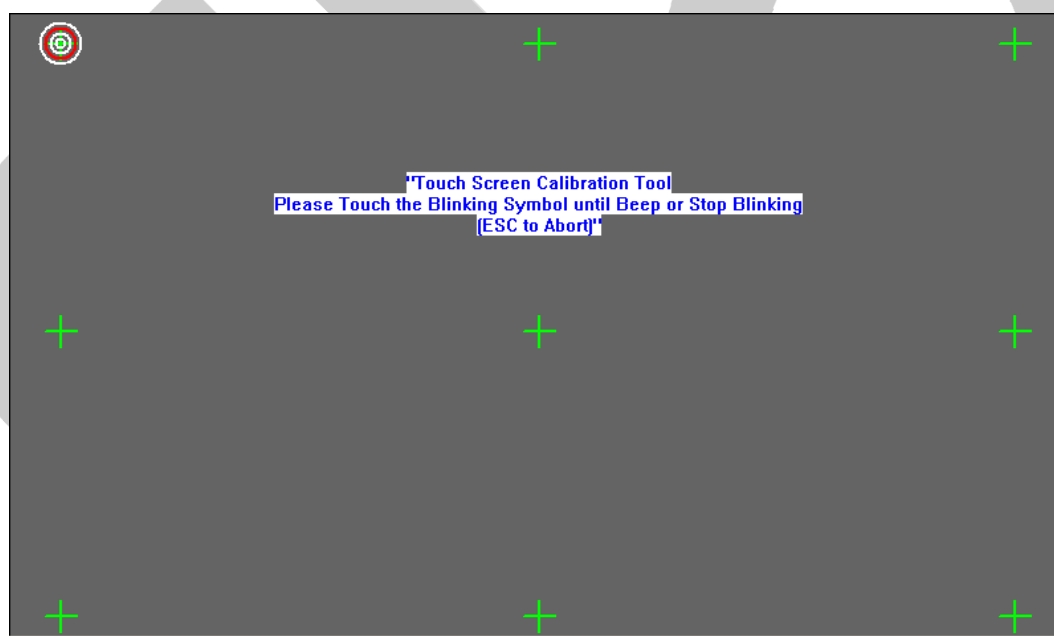 "Touch Screen Calibration Tool
Please Touch the Blinking Symbol until Beep or Stop Blinking
(ESC to Abort)"